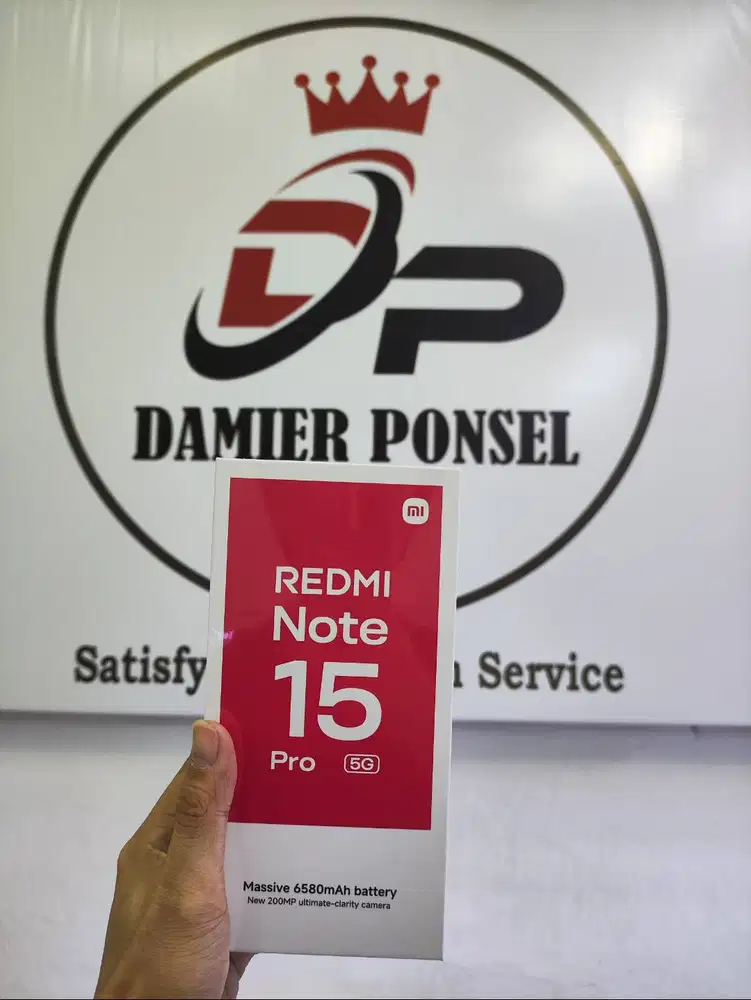 DP
DAMIER PONSEL
Satisfy
Service
mi
REDMI
Note
15
Pro 5G
Massive 6580mAh battery
New 200MP ultimate-clarity camera